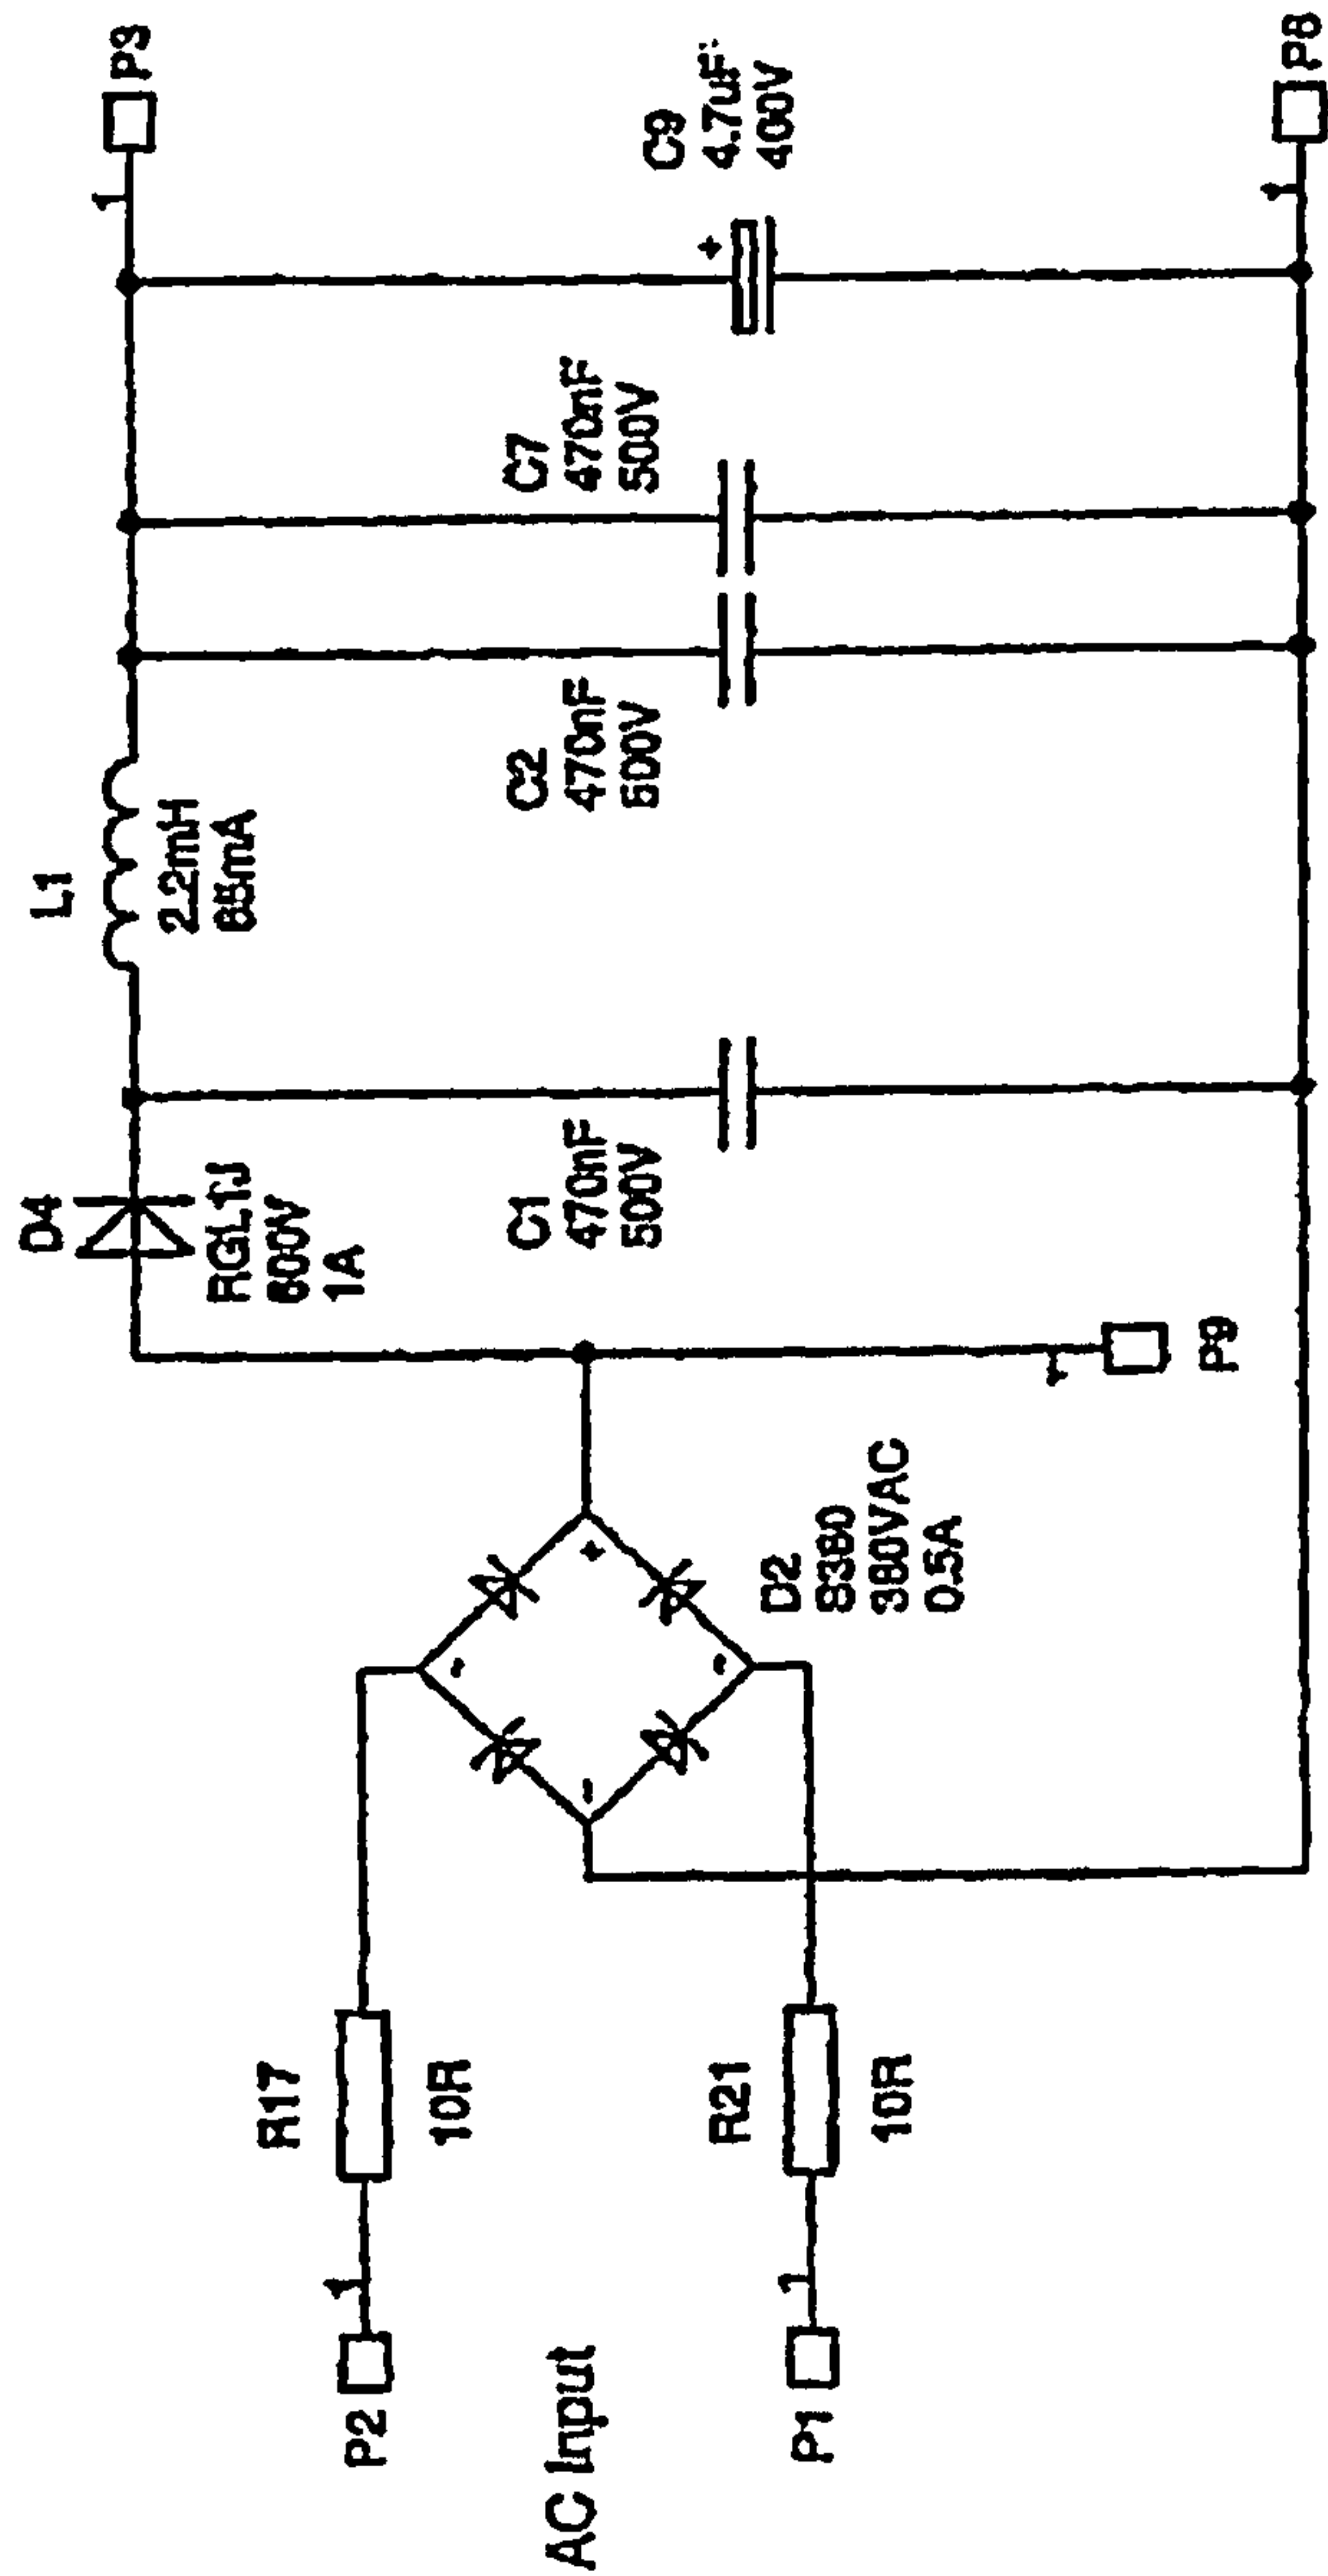 AC Input
P2
1
R17
10R
P1
1
R21
10R
~
~
-
+
D2
S380
380VAC
0.5A
P9
1
D4
RGL1J
600V
1A
C1
470nF
500V
L1
2.2mH
65mA
C2
470nF
500V
C7
470nF
500V
+
C9
4.7uF
400V
1
P3
1
P8